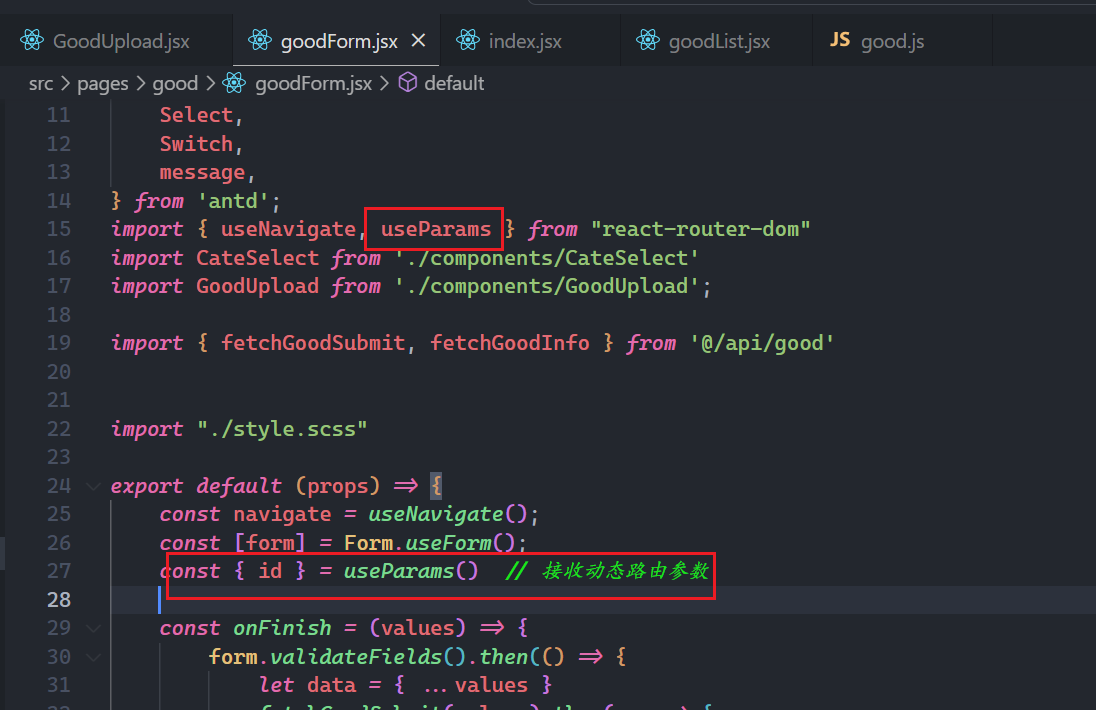 GoodUpload.jsx goodForm.jsx index.jsx goodList.jsx JS good.js
src > pages > good > goodForm.jsx > default
11 Select,
12 Switch,
13 message,
14 } from 'antd';
15 import { useNavigate, useParams } from "react-router-dom"
16 import CateSelect from './components/CateSelect'
17 import GoodUpload from './components/GoodUpload';
18
19 import { fetchGoodSubmit, fetchGoodInfo } from '@/api/good'
20
21
22 import "./style.scss"
23
24 export default (props) => {
25 const navigate = useNavigate();
26 const [form] = Form.useForm();
27 const { id } = useParams() // 接收动态路由参数
28
29 const onFinish = (values) => {
30 form.validateFields().then(() => {
31 let data = { ...values }